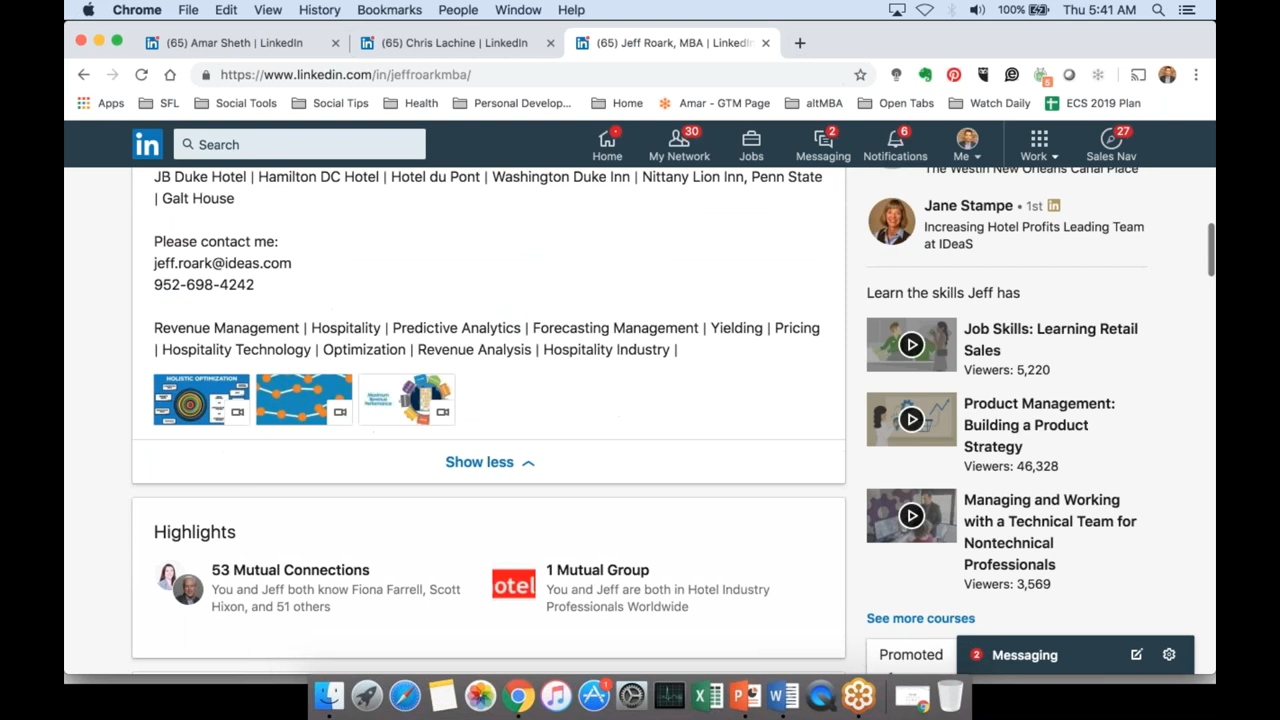 Chrome File Edit View History Bookmarks People Window Help 100% Thu 5:41 AM
(65) Amar Sheth | LinkedIn (65) Chris Lachine | LinkedIn (65) Jeff Roark, MBA | LinkedIn
https://www.linkedin.com/in/jeffroarkmba/ 5
Apps SFL Social Tools Social Tips Health Personal Develop... Home Amar - GTM Page altMBA Open Tabs Watch Daily ECS 2019 Plan
in Search Home 30 My Network Jobs 2 Messaging 6 Notifications Me Work 27 Sales Nav
JB Duke Hotel | Hamilton DC Hotel | Hotel du Pont | Washington Duke Inn | Nittany Lion Inn, Penn State
| Galt House
Please contact me:
jeff.roark@ideas.com
952-698-4242
Revenue Management | Hospitality | Predictive Analytics | Forecasting Management | Yielding | Pricing
| Hospitality Technology | Optimization | Revenue Analysis | Hospitality Industry |
HOLISTIC OPTIMIZATION
Maximum
Revenue
Performance
Show less
Highlights
53 Mutual Connections
You and Jeff both know Fiona Farrell, Scott
Hixon, and 51 others
otel
1 Mutual Group
You and Jeff are both in Hotel Industry
Professionals Worldwide
The Westin New Orleans Canal Place
Jane Stampe • 1st in
Increasing Hotel Profits Leading Team
at IDeaS
Learn the skills Jeff has
Job Skills: Learning Retail
Sales
Viewers: 5,220
Product Management:
Building a Product
Strategy
Viewers: 46,328
Managing and Working
with a Technical Team for
Nontechnical
Professionals
Viewers: 3,569
See more courses
Promoted
2 Messaging
1